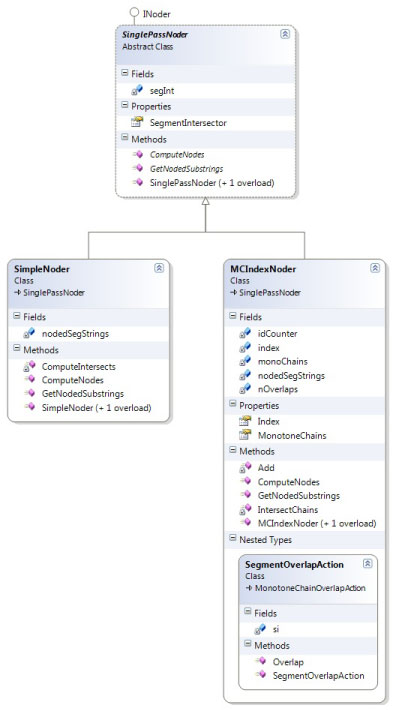 INoder
SinglePassNoder
Abstract Class
Fields
segInt
Properties
SegmentIntersector
Methods
ComputeNodes
GetNodedSubstrings
SinglePassNoder (+ 1 overload)
SimpleNoder
Class
SinglePassNoder
Fields
nodedSegStrings
Methods
ComputeIntersects
ComputeNodes
GetNodedSubstrings
SimpleNoder (+ 1 overload)
MCIndexNoder
Class
SinglePassNoder
Fields
idCounter
index
monoChains
nodedSegStrings
nOverlaps
Properties
Index
MonotoneChains
Methods
Add
ComputeNodes
GetNodedSubstrings
IntersectChains
MCIndexNoder (+ 1 overload)
Nested Types
SegmentOverlapAction
Class
MonotoneChainOverlapAction
Fields
si
Methods
Overlap
SegmentOverlapAction